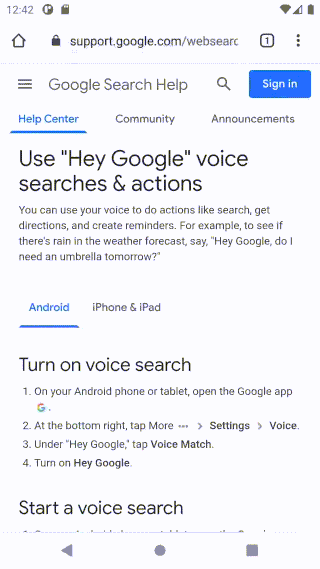 12:42
support.google.com/websearc
1
Google Search Help
Sign in
Help Center
Community
Announcements
Use "Hey Google" voice
searches & actions
You can use your voice to do actions like search, get
directions, and create reminders. For example, to see if
there's rain in the weather forecast, say, "Hey Google, do I
need an umbrella tomorrow?"
Android
iPhone & iPad
Turn on voice search
1. On your Android phone or tablet, open the Google app
G .
2. At the bottom right, tap More ··· > Settings > Voice.
3. Under "Hey Google," tap Voice Match.
4. Turn on Hey Google.
Start a voice search